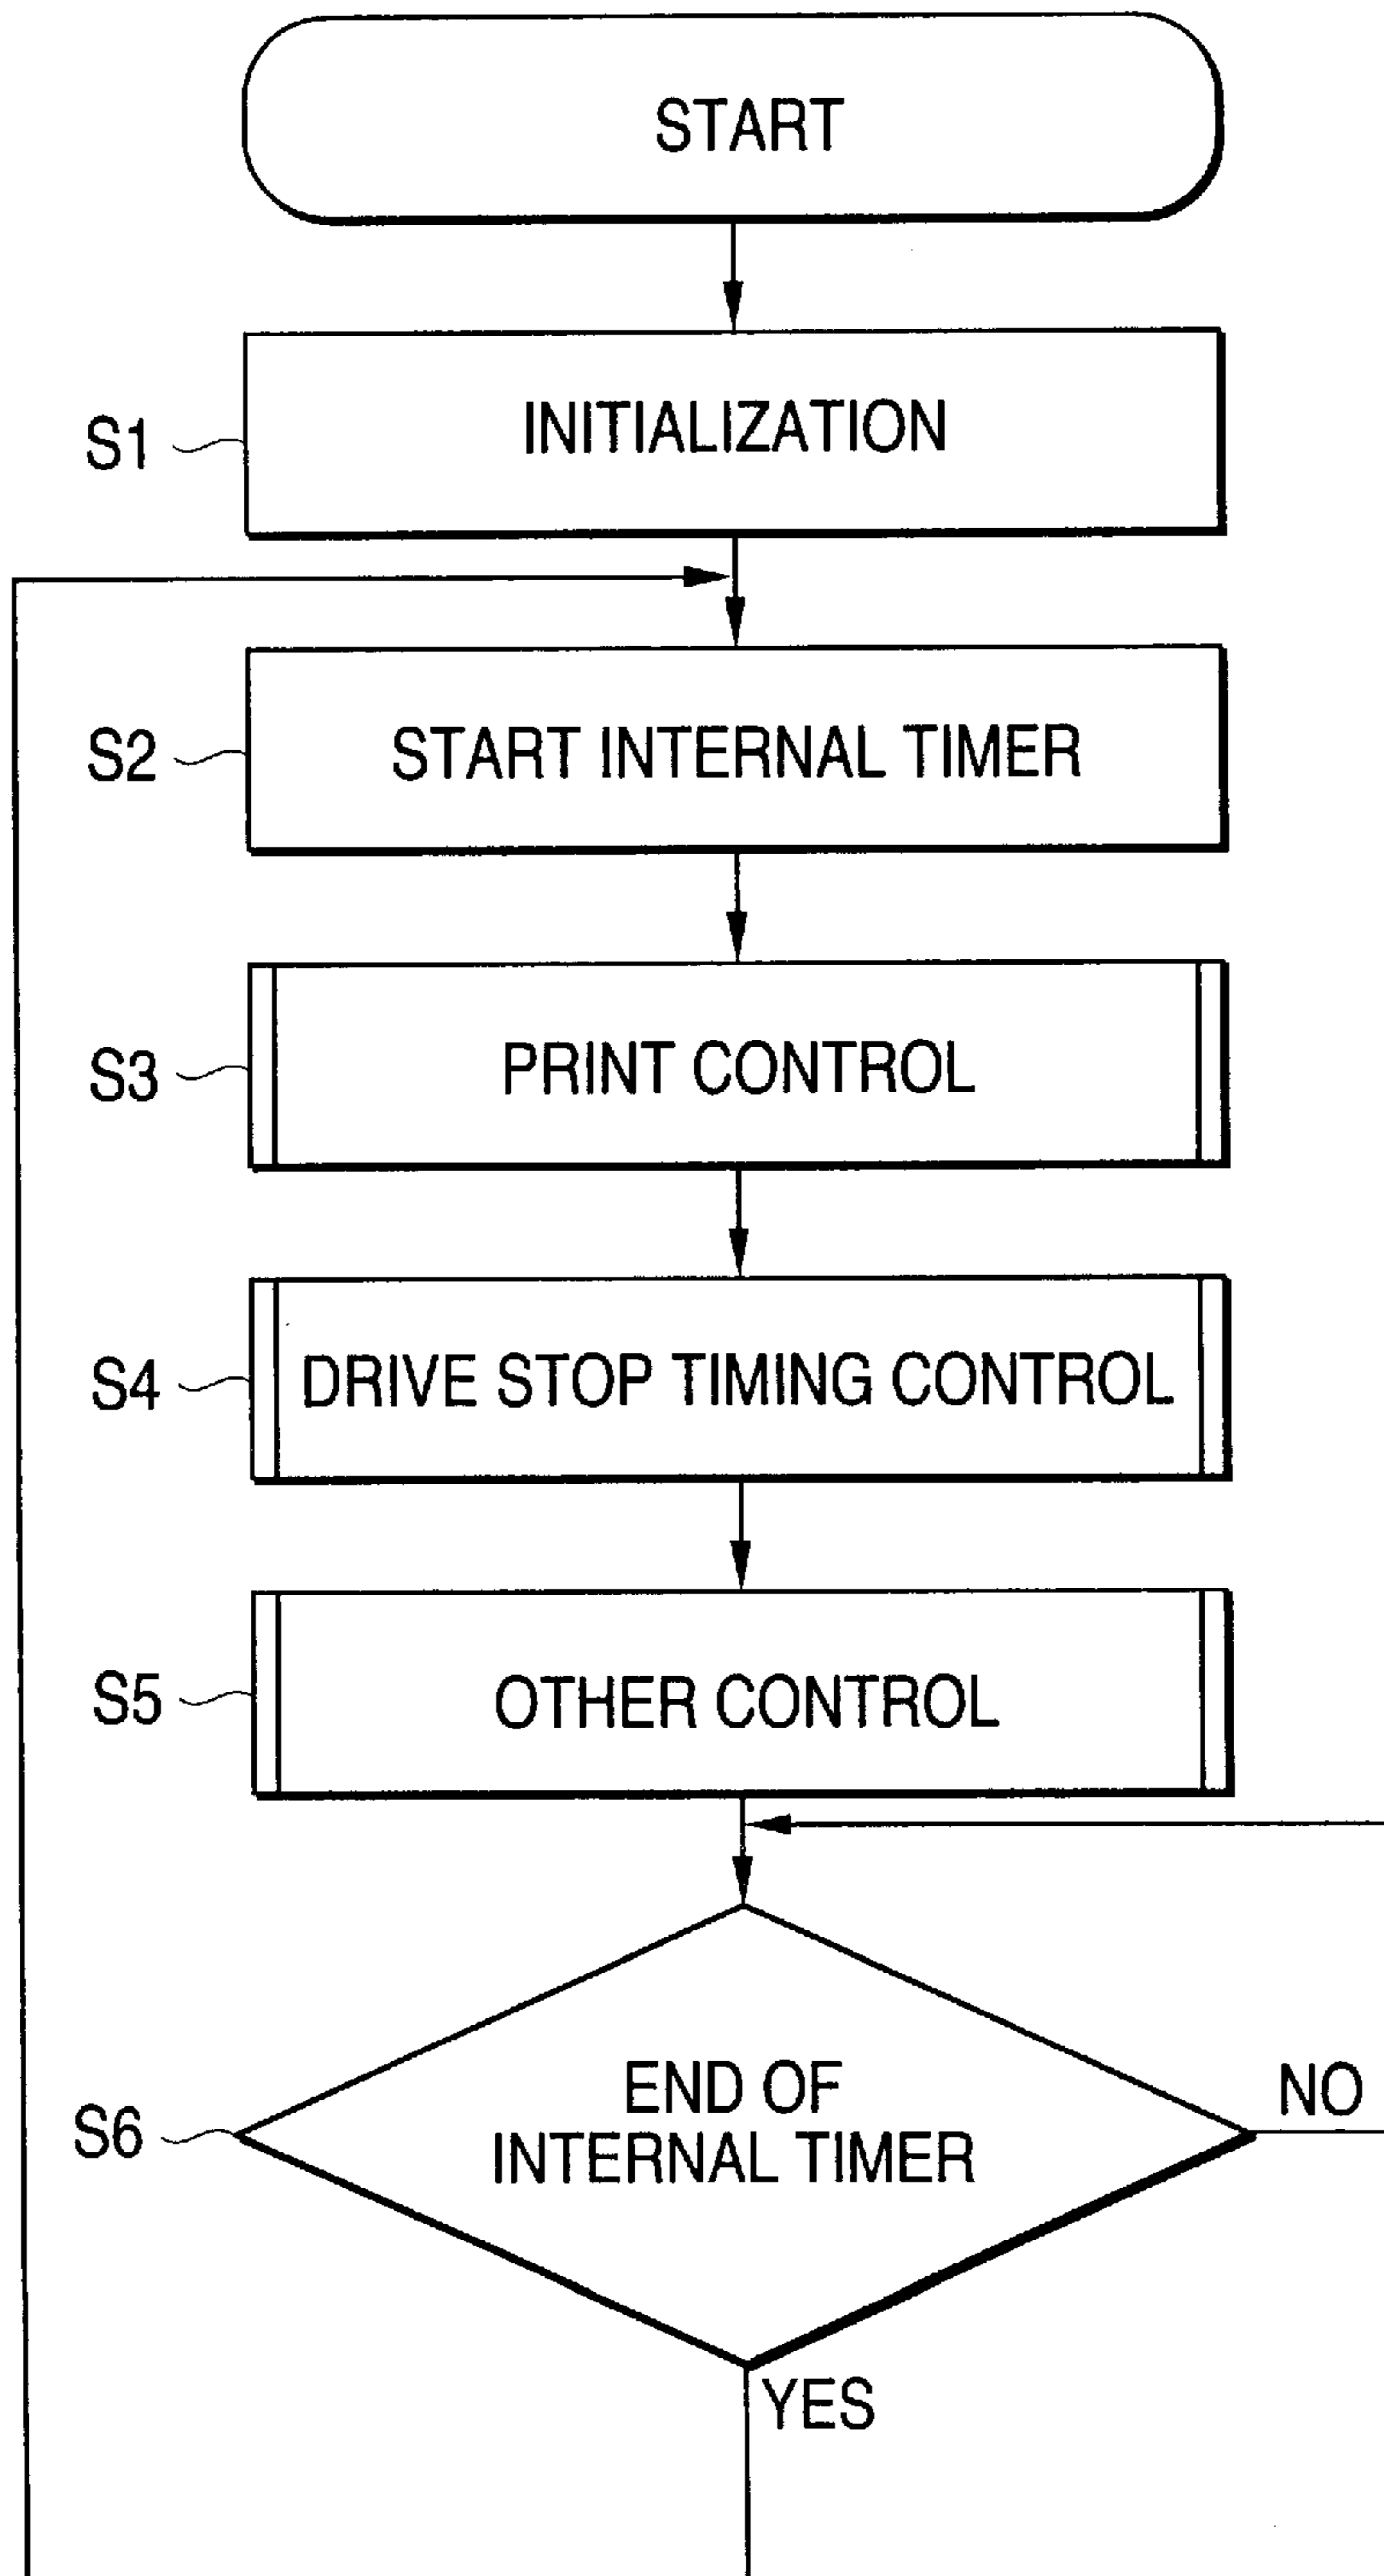 START
S1
INITIALIZATION
S2
START INTERNAL TIMER
S3
PRINT CONTROL
S4
DRIVE STOP TIMING CONTROL
S5
OTHER CONTROL
S6
END OF
INTERNAL TIMER
NO
YES